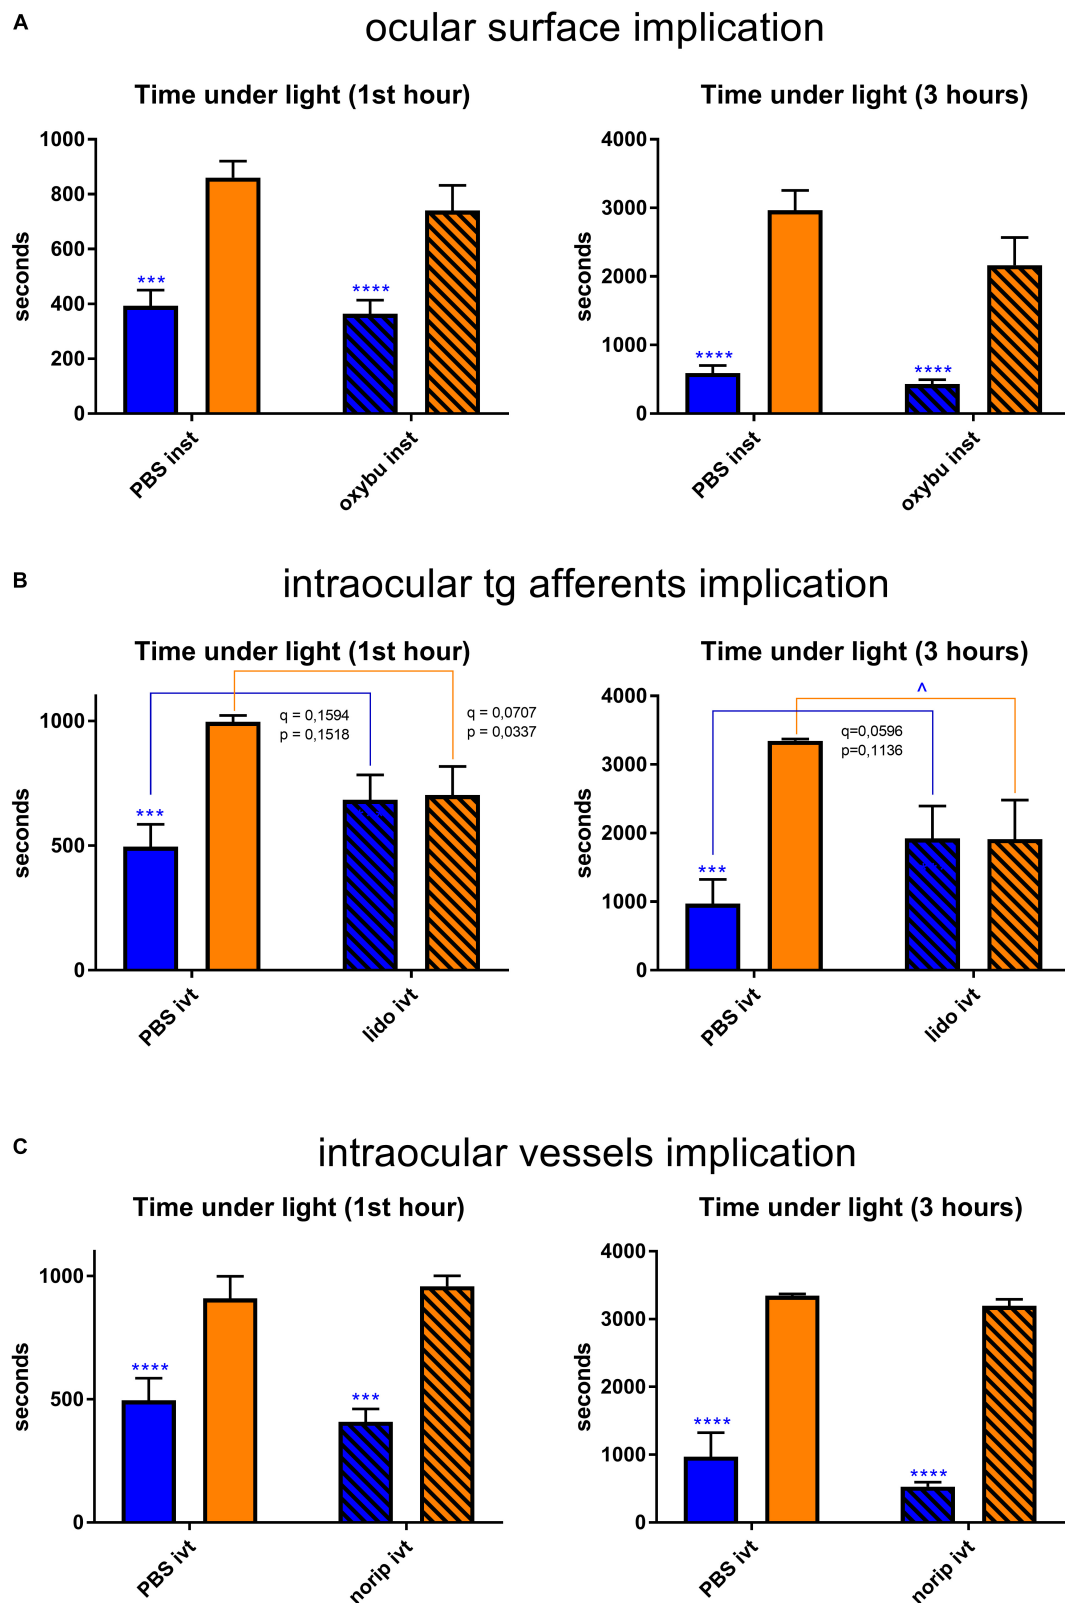 A
ocular surface implication
Time under light (1st hour)
1000
800
600
400
200
0
seconds
***
****
PBS inst
oxybu inst
Time under light (3 hours)
4000
3000
2000
1000
0
seconds
****
****
PBS inst
oxybu inst
B
intraocular tg afferents implication
Time under light (1st hour)
1000
500
0
seconds
***
q = 0,1594
p = 0,1518
q = 0,0707
p = 0,0337
PBS ivt
lido ivt
Time under light (3 hours)
4000
3000
2000
1000
0
seconds
***
^
q=0,0596
p=0,1136
PBS ivt
lido ivt
C
intraocular vessels implication
Time under light (1st hour)
1000
500
0
seconds
****
***
PBS ivt
norip ivt
Time under light (3 hours)
4000
3000
2000
1000
0
seconds
****
****
PBS ivt
norip ivt